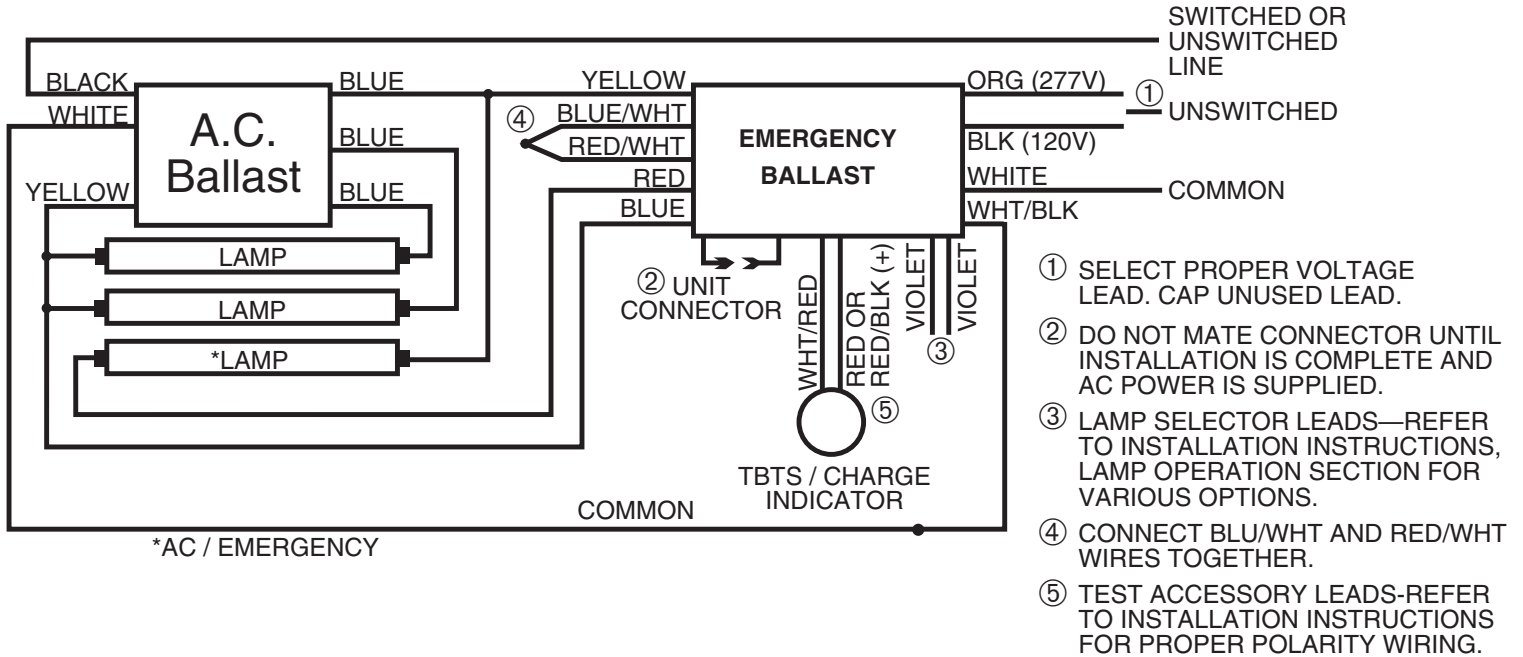 SWITCHED OR
UNSWITCHED
LINE
BLACK
BLUE
YELLOW
ORG (277V)
①
UNSWITCHED
WHITE
A.C.
Ballast
BLUE
④
BLUE/WHT
RED/WHT
EMERGENCY
BALLAST
BLK (120V)
YELLOW
BLUE
RED
BLUE
WHITE
COMMON
WHT/BLK
LAMP
LAMP
*LAMP
② UNIT
CONNECTOR
WHT/RED
RED OR
RED/BLK (+)
VIOLET
VIOLET
③
⑤
TBTS / CHARGE
INDICATOR
COMMON
*AC / EMERGENCY
① SELECT PROPER VOLTAGE
LEAD. CAP UNUSED LEAD.
② DO NOT MATE CONNECTOR UNTIL
INSTALLATION IS COMPLETE AND
AC POWER IS SUPPLIED.
③ LAMP SELECTOR LEADS—REFER
TO INSTALLATION INSTRUCTIONS,
LAMP OPERATION SECTION FOR
VARIOUS OPTIONS.
④ CONNECT BLU/WHT AND RED/WHT
WIRES TOGETHER.
⑤ TEST ACCESSORY LEADS-REFER
TO INSTALLATION INSTRUCTIONS
FOR PROPER POLARITY WIRING.